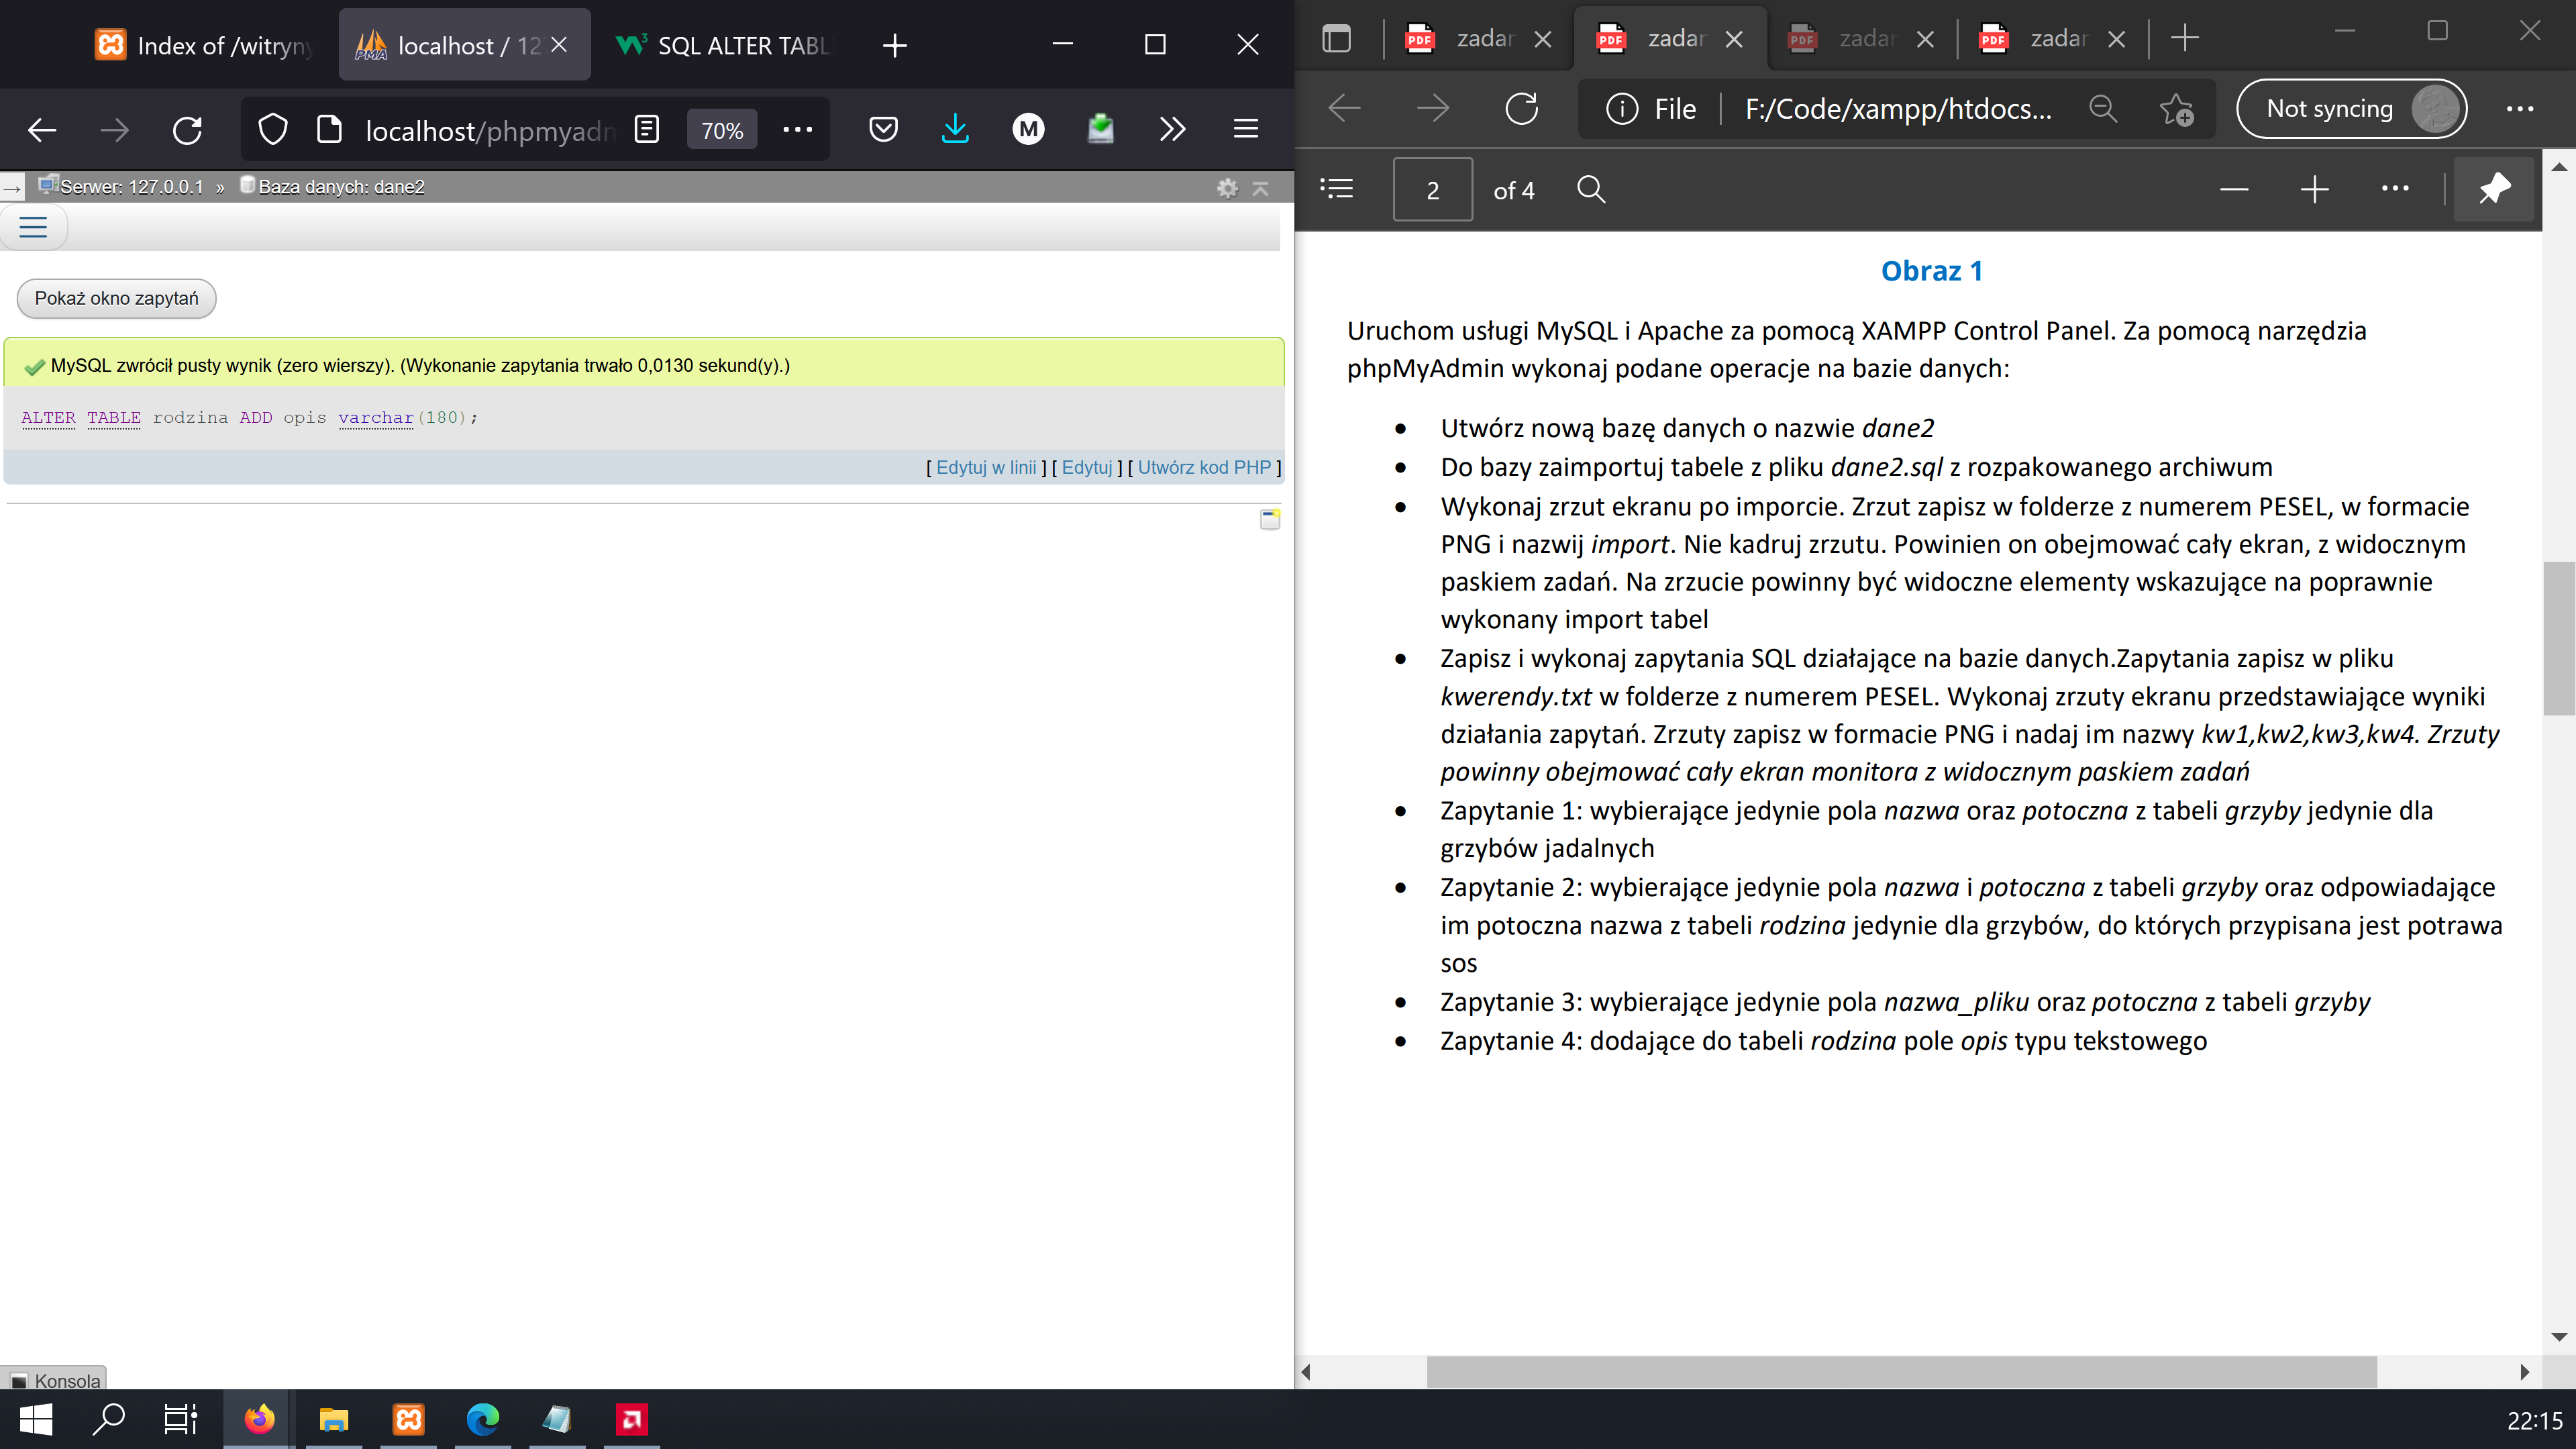 Index of /witryny
localhost / 12
SQL ALTER TABL
localhost/phpmyadm
70%
Serwer: 127.0.0.1 » Baza danych: dane2
Pokaż okno zapytań
MySQL zwrócił pusty wynik (zero wierszy). (Wykonanie zapytania trwało 0,0130 sekund(y).)
ALTER TABLE rodzina ADD opis varchar(180);
[ Edytuj w linii ] [ Edytuj ] [ Utwórz kod PHP ]
Konsola
zadar
zadar
zadar
zadar
File
F:/Code/xampp/htdocs...
Not syncing
2 of 4
Obraz 1
Uruchom usługi MySQL i Apache za pomocą XAMPP Control Panel. Za pomocą narzędzia
phpMyAdmin wykonaj podane operacje na bazie danych:
• Utwórz nową bazę danych o nazwie dane2
• Do bazy zaimportuj tabele z pliku dane2.sql z rozpakowanego archiwum
• Wykonaj zrzut ekranu po imporcie. Zrzut zapisz w folderze z numerem PESEL, w formacie
PNG i nazwij import. Nie kadruj zrzutu. Powinien on obejmować cały ekran, z widocznym
paskiem zadań. Na zrzucie powinny być widoczne elementy wskazujące na poprawnie
wykonany import tabel
• Zapisz i wykonaj zapytania SQL działające na bazie danych.Zapytania zapisz w pliku
kwerendy.txt w folderze z numerem PESEL. Wykonaj zrzuty ekranu przedstawiające wyniki
działania zapytań. Zrzuty zapisz w formacie PNG i nadaj im nazwy kw1,kw2,kw3,kw4. Zrzuty
powinny obejmować cały ekran monitora z widocznym paskiem zadań
• Zapytanie 1: wybierające jedynie pola nazwa oraz potoczna z tabeli grzyby jedynie dla
grzybów jadalnych
• Zapytanie 2: wybierające jedynie pola nazwa i potoczna z tabeli grzyby oraz odpowiadające
im potoczna nazwa z tabeli rodzina jedynie dla grzybów, do których przypisana jest potrawa
sos
• Zapytanie 3: wybierające jedynie pola nazwa_pliku oraz potoczna z tabeli grzyby
• Zapytanie 4: dodające do tabeli rodzina pole opis typu tekstowego
22:15